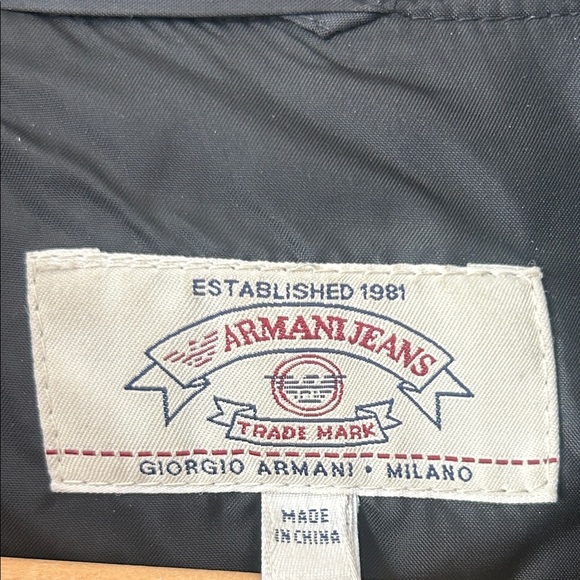 ESTABLISHED 1981
ARMANI JEANS
TRADE MARK
GIORGIO ARMANI • MILANO
MADE
IN CHINA